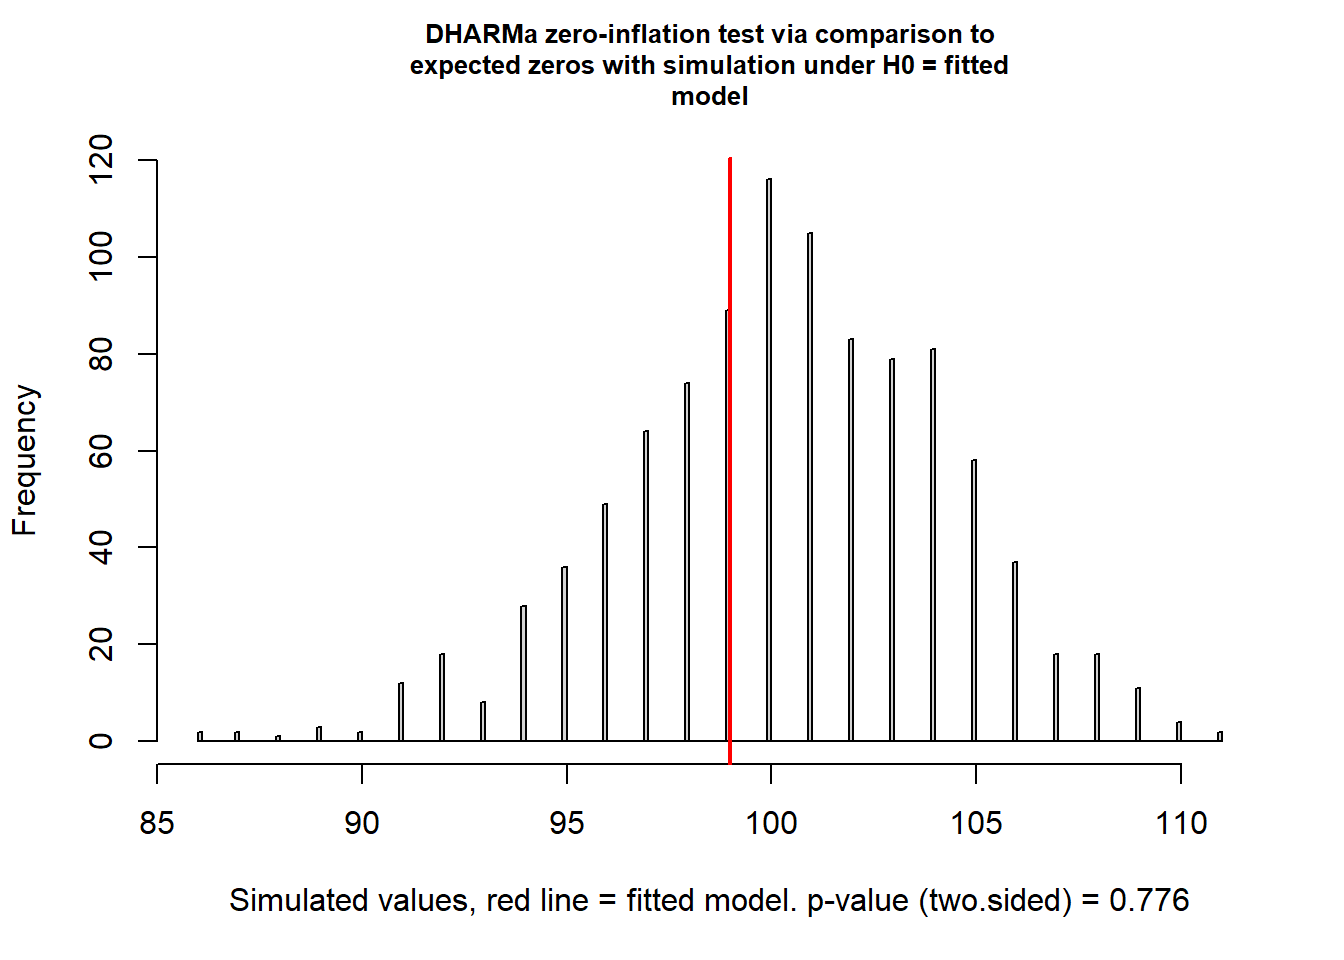 DHARMa zero-inflation test via comparison to
expected zeros with simulation under H0 = fitted
model
Frequency
120
100
80
60
40
20
0
85 90 95 100 105 110
Simulated values, red line = fitted model. p-value (two.sided) = 0.776